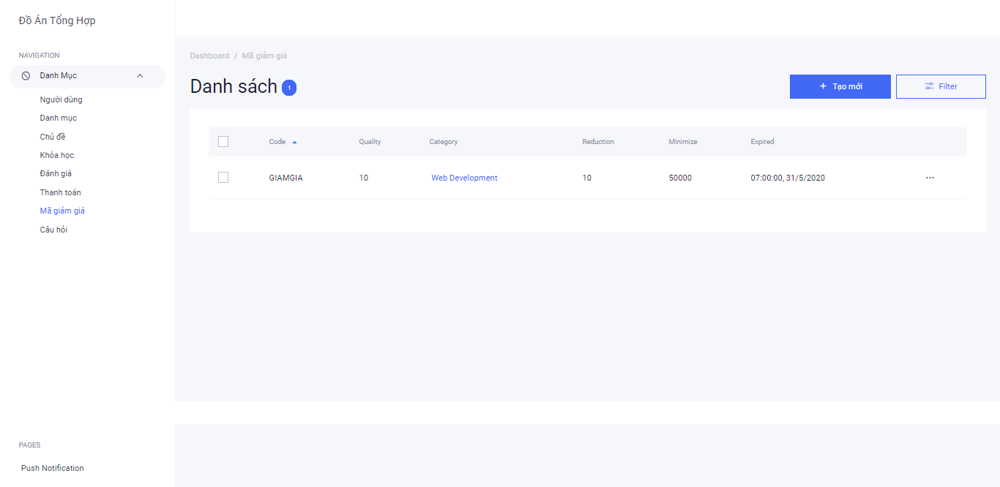 Đồ Án Tổng Hợp
NAVIGATION
Danh Mục
Người dùng
Danh mục
Chủ đề
Khóa học
Đánh giá
Thanh toán
Mã giảm giá
Câu hỏi
PAGES
Push Notification
Dashboard / Mã giảm giá
Danh sách 1
+ Tạo mới Filter
Code Quality Category Reduction Minimize Expired
GIAMGIA 10 Web Development 10 50000 07:00:00, 31/5/2020 ...